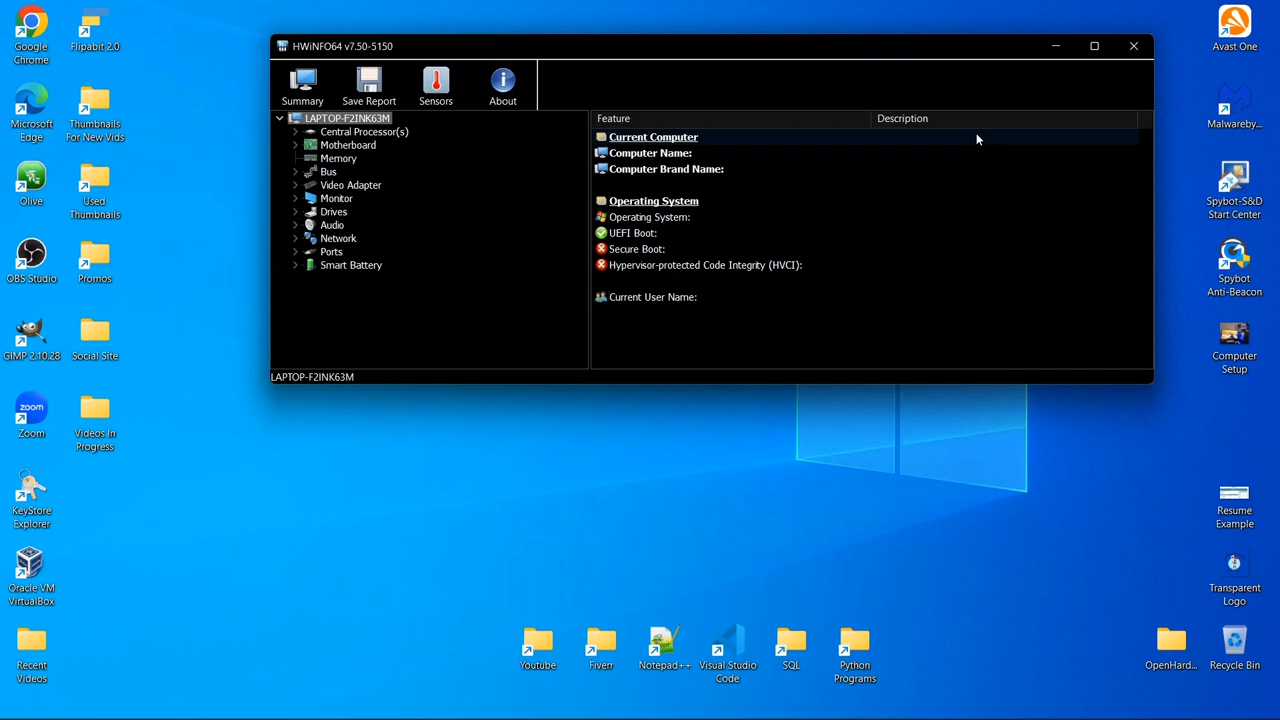 Google
Chrome
Flipabit 2.0
Microsoft
Edge
Thumbnails
For New Vids
Olive
Used
Thumbnails
OBS Studio
Promos
GIMP 2.10.28
Social Site
Zoom
zoom
Videos In
Progress
KeyStore
Explorer
Oracle VM
VirtualBox
Recent
Videos
HWiNFO64 v7.50-5150
Summary
Save Report
Sensors
About
LAPTOP-F2INK63M
Central Processor(s)
Motherboard
Memory
Bus
Video Adapter
Monitor
Drives
Audio
Network
Ports
Smart Battery
Feature
Description
Current Computer
Computer Name:
Computer Brand Name:
Operating System
Operating System:
UEFI Boot:
Secure Boot:
Hypervisor-protected Code Integrity (HVCI):
Current User Name:
LAPTOP-F2INK63M
Youtube
Fiverr
Notepad++
Visual Studio
Code
SQL
Python
Programs
Avast One
Malwareby...
Spybot-S&D
Start Center
Spybot
Anti-Beacon
Computer
Setup
Resume
Example
Transparent
Logo
OpenHard...
Recycle Bin